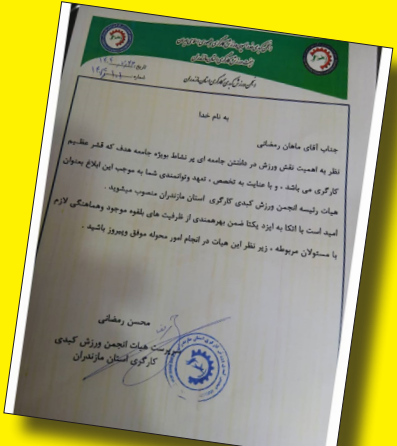 به نام خدا
جناب آقای ماهان رمضانی
نظر به اهمیت نقش ورزش در داشتن جامعه ای پر نشاط بویژه جامعه هدف که قشر عظیم
کارگری می باشد ، و با عنایت به تخصص ، تعهد وتوانمندی شما به موجب این ابلاغ بعنوان
هیات رئیسه انجمن ورزش کبدی کارگری استان مازندران منصوب میشوید .
امید است با اتکا به ایزد یکتا ضمن بهرهمندی از ظرفیت های بلقوه موجود وهماهنگی لازم
با مسئولان مربوطه ، زیر نظر این هیات در انجام امور محوله موفق وپیروز باشید .
محسن رمضانی
سرپرست هیات انجمن ورزش کبدی
کارگری استان مازندران